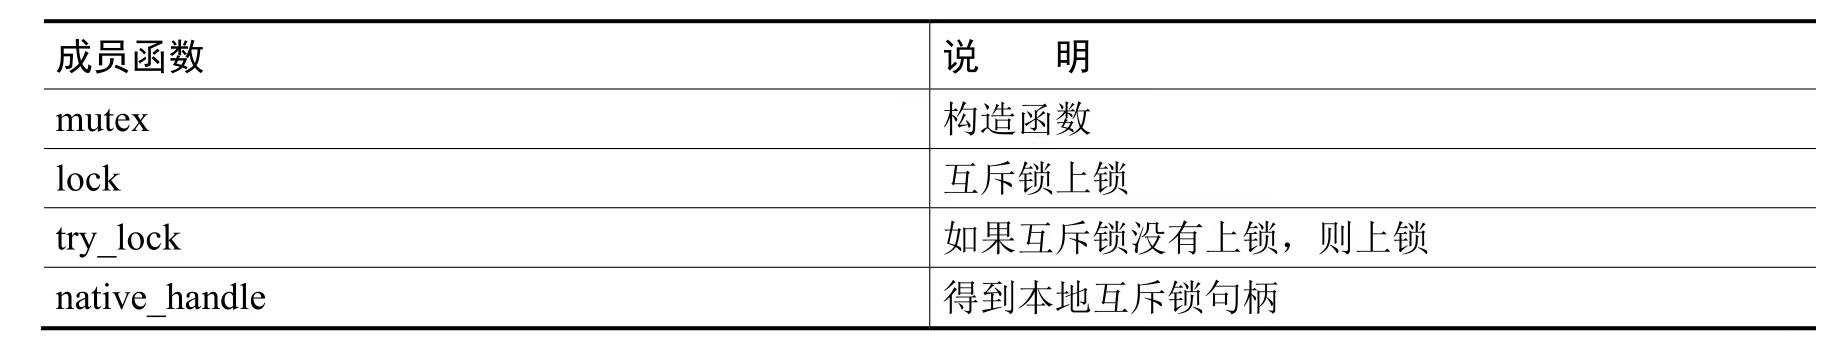 成员函数 说 明
mutex 构造函数
lock 互斥锁上锁
try_lock 如果互斥锁没有上锁，则上锁
native_handle 得到本地互斥锁句柄